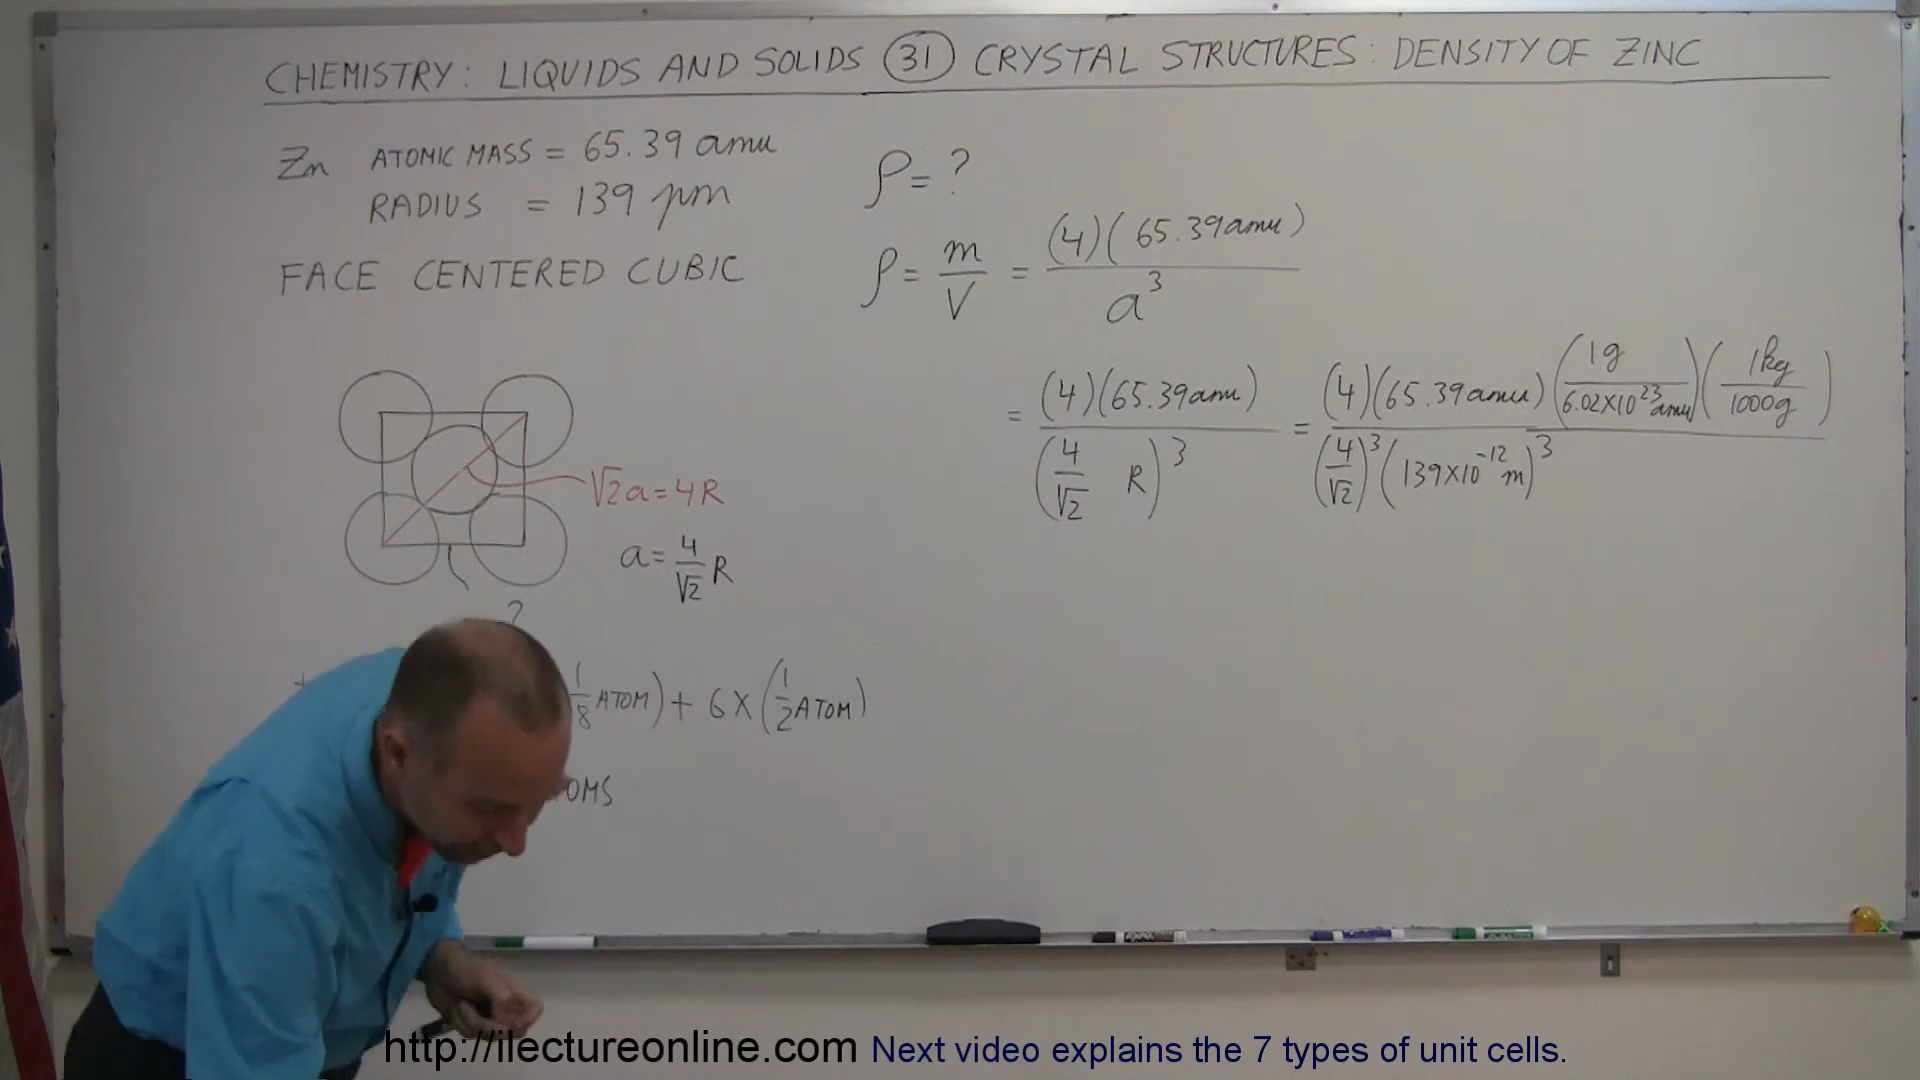 CHEMISTRY: LIQUIDS AND SOLIDS (31) CRYSTAL STRUCTURES: DENSITY OF ZINC
Zn ATOMIC MASS = 65.39 amu
RADIUS = 139 pm
FACE CENTERED CUBIC
ρ = ?
ρ = m/V = (4)(65.39 amu) / a³
= (4)(65.39 amu) / (4/√2 R)³ = (4)(65.39 amu)(1g / 6.02×10²³ amu)(1kg / 1000g) / (4/√2)³(139×10⁻¹² m)³
√2a = 4R
a = 4/√2 R
?
1/8 ATOM) + 6 X (1/2 ATOM)
OMS
http://ilectureonline.com Next video explains the 7 types of unit cells.